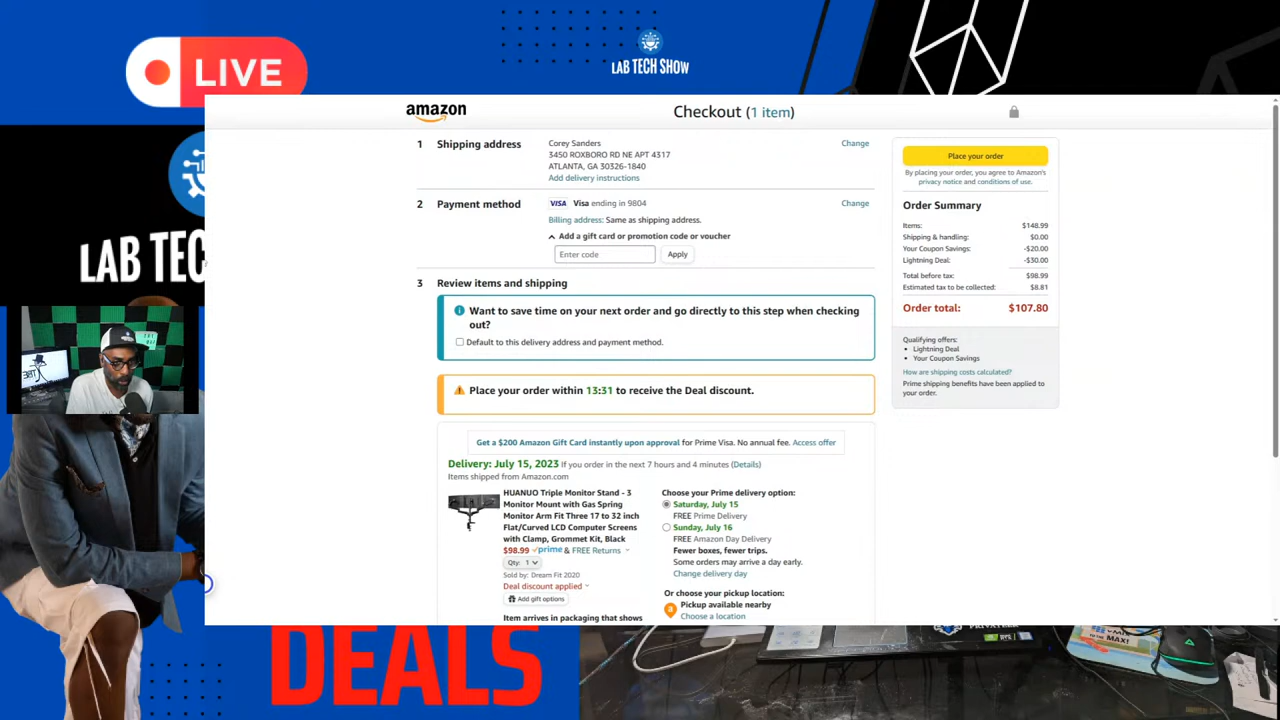 LIVE
LAB TECH SHOW
amazon
Checkout (1 item)
1 Shipping address
Corey Sanders
3450 ROXBORO RD NE APT 4317
ATLANTA, GA 30326-1840
Add delivery instructions
Change
2 Payment method
VISA Visa ending in 9804
Change
Billing address: Same as shipping address.
Add a gift card or promotion code or voucher
Enter code
Apply
3 Review items and shipping
Want to save time on your next order and go directly to this step when checking
out?
Default to this delivery address and payment method.
Place your order within 13:31 to receive the Deal discount.
Get a $200 Amazon Gift Card instantly upon approval for Prime Visa. No annual fee. Access offer
Delivery: July 15, 2023 If you order in the next 7 hours and 4 minutes (Details)
Items shipped from Amazon.com
HUANUO Triple Monitor Stand - 3
Monitor Mount with Gas Spring
Monitor Arm Fit Three 17 to 32 inch
Flat/Curved LCD Computer Screens
with Clamp, Grommet Kit, Black
$98.99 prime & FREE Returns
Qty: 1
Sold by: Dream Fit 2020
Deal discount applied
Add gift options
Item arrives in packaging that shows
Choose your Prime delivery option:
Saturday, July 15
FREE Prime Delivery
Sunday, July 16
FREE Amazon Day Delivery
Fewer boxes, fewer trips.
Some orders may arrive a day early.
Change delivery day
Or choose your pickup location:
Pickup available nearby
Choose a location
Place your order
By placing your order, you agree to Amazon's
privacy notice and conditions of use.
Order Summary
Items: $148.99
Shipping & handling: $0.00
Your Coupon Savings: -$20.00
Lightning Deal: -$30.00
Total before tax: $98.99
Estimated tax to be collected: $8.81
Order total: $107.80
Qualifying offers:
Lightning Deal
Your Coupon Savings
How are shipping costs calculated?
Prime shipping benefits have been applied to
your order.
LAB TEC
DEALS